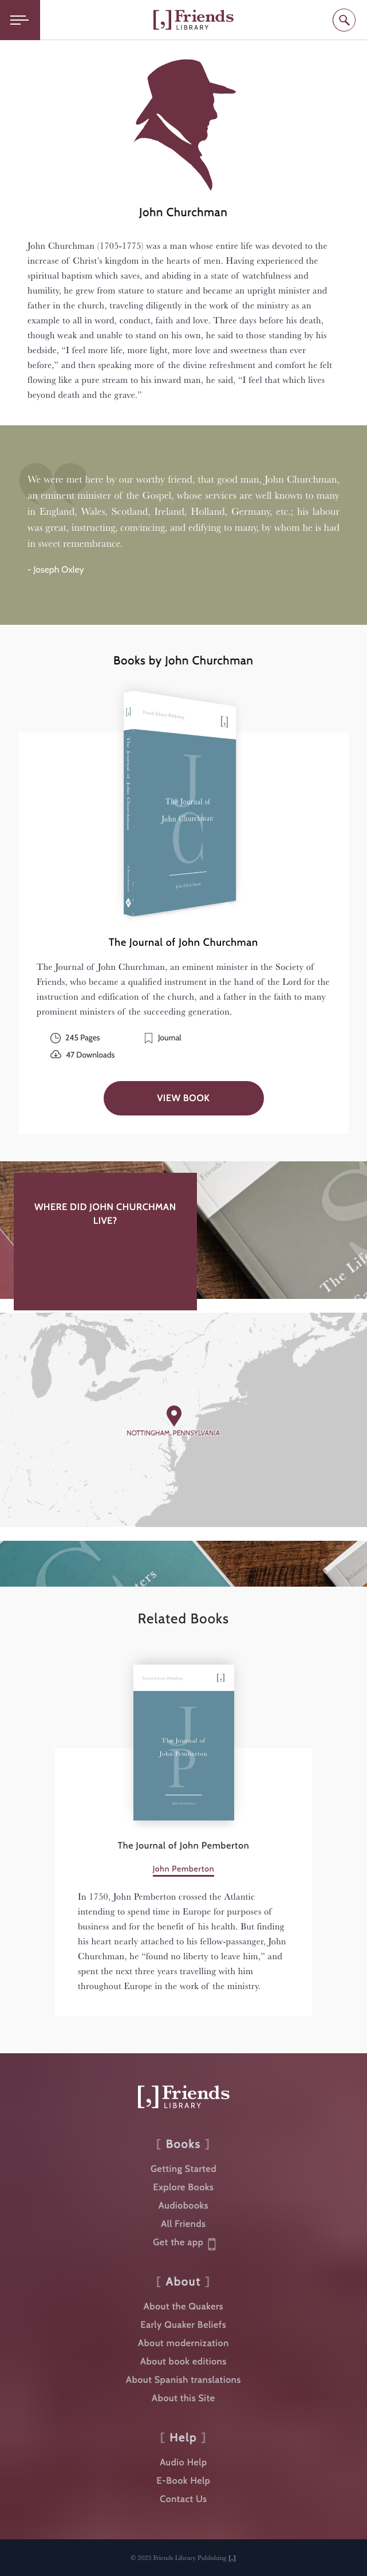 [,] Friends
LIBRARY
John Churchman
John Churchman (1705-1775) was a man whose entire life was devoted to the
increase of Christ’s kingdom in the hearts of men. Having experienced the
spiritual baptism which saves, and abiding in a state of watchfulness and
humility, he grew from stature to stature and became an upright minister and
father in the church, traveling diligently in the work of the ministry as an
example to all in word, conduct, faith and love. Three days before his death,
though weak and unable to stand on his own, he said to those standing by his
bedside, “I feel more life, more light, more love and sweetness than ever
before,” and then speaking more of the divine refreshment and comfort he felt
flowing like a pure stream to his inward man, he said, “I feel that which lives
beyond death and the grave.”
We were met here by our worthy friend, that good man, John Churchman,
an eminent minister of the Gospel, whose services are well known to many
in England, Wales, Scotland, Ireland, Holland, Germany, etc.; his labour
was great, instructing, convincing, and edifying to many, by whom he is had
in sweet remembrance.
- Joseph Oxley
Books by John Churchman
[,]
Friends Library Publishing
[,]
The Journal of John Churchman
JC
The Journal of
John Churchman
John Churchman
The Journal of John Churchman
The Journal of John Churchman, an eminent minister in the Society of
Friends, who became a qualified instrument in the hand of the Lord for the
instruction and edification of the church, and a father in the faith to many
prominent ministers of the succeeding generation.
245 Pages
Journal
47 Downloads
VIEW BOOK
WHERE DID JOHN CHURCHMAN
LIVE?
Friends
The Life
NOTTINGHAM, PENNSYLVANIA
Related Books
Friends Library Publishing
[,]
JP
The Journal of
John Pemberton
John Pemberton
The Journal of John Pemberton
John Pemberton
In 1750, John Pemberton crossed the Atlantic
intending to spend time in Europe for purposes of
business and for the benefit of his health. But finding
his heart nearly attached to his fellow-passanger, John
Churchman, he “found no liberty to leave him,” and
spent the next three years travelling with him
throughout Europe in the work of the ministry.
[,] Friends
LIBRARY
[ Books ]
Getting Started
Explore Books
Audiobooks
All Friends
Get the app
[ About ]
About the Quakers
Early Quaker Beliefs
About modernization
About book editions
About Spanish translations
About this Site
[ Help ]
Audio Help
E-Book Help
Contact Us
© 2023 Friends Library Publishing [,]